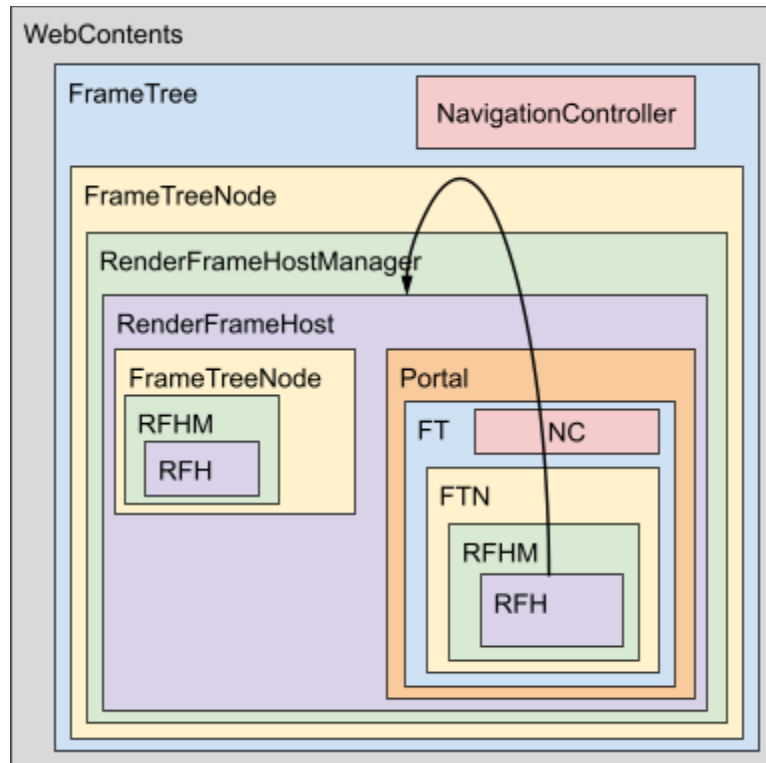 WebContents
FrameTree
NavigationController
FrameTreeNode
RenderFrameHostManager
RenderFrameHost
FrameTreeNode
RFHM
RFH
Portal
FT
NC
FTN
RFHM
RFH